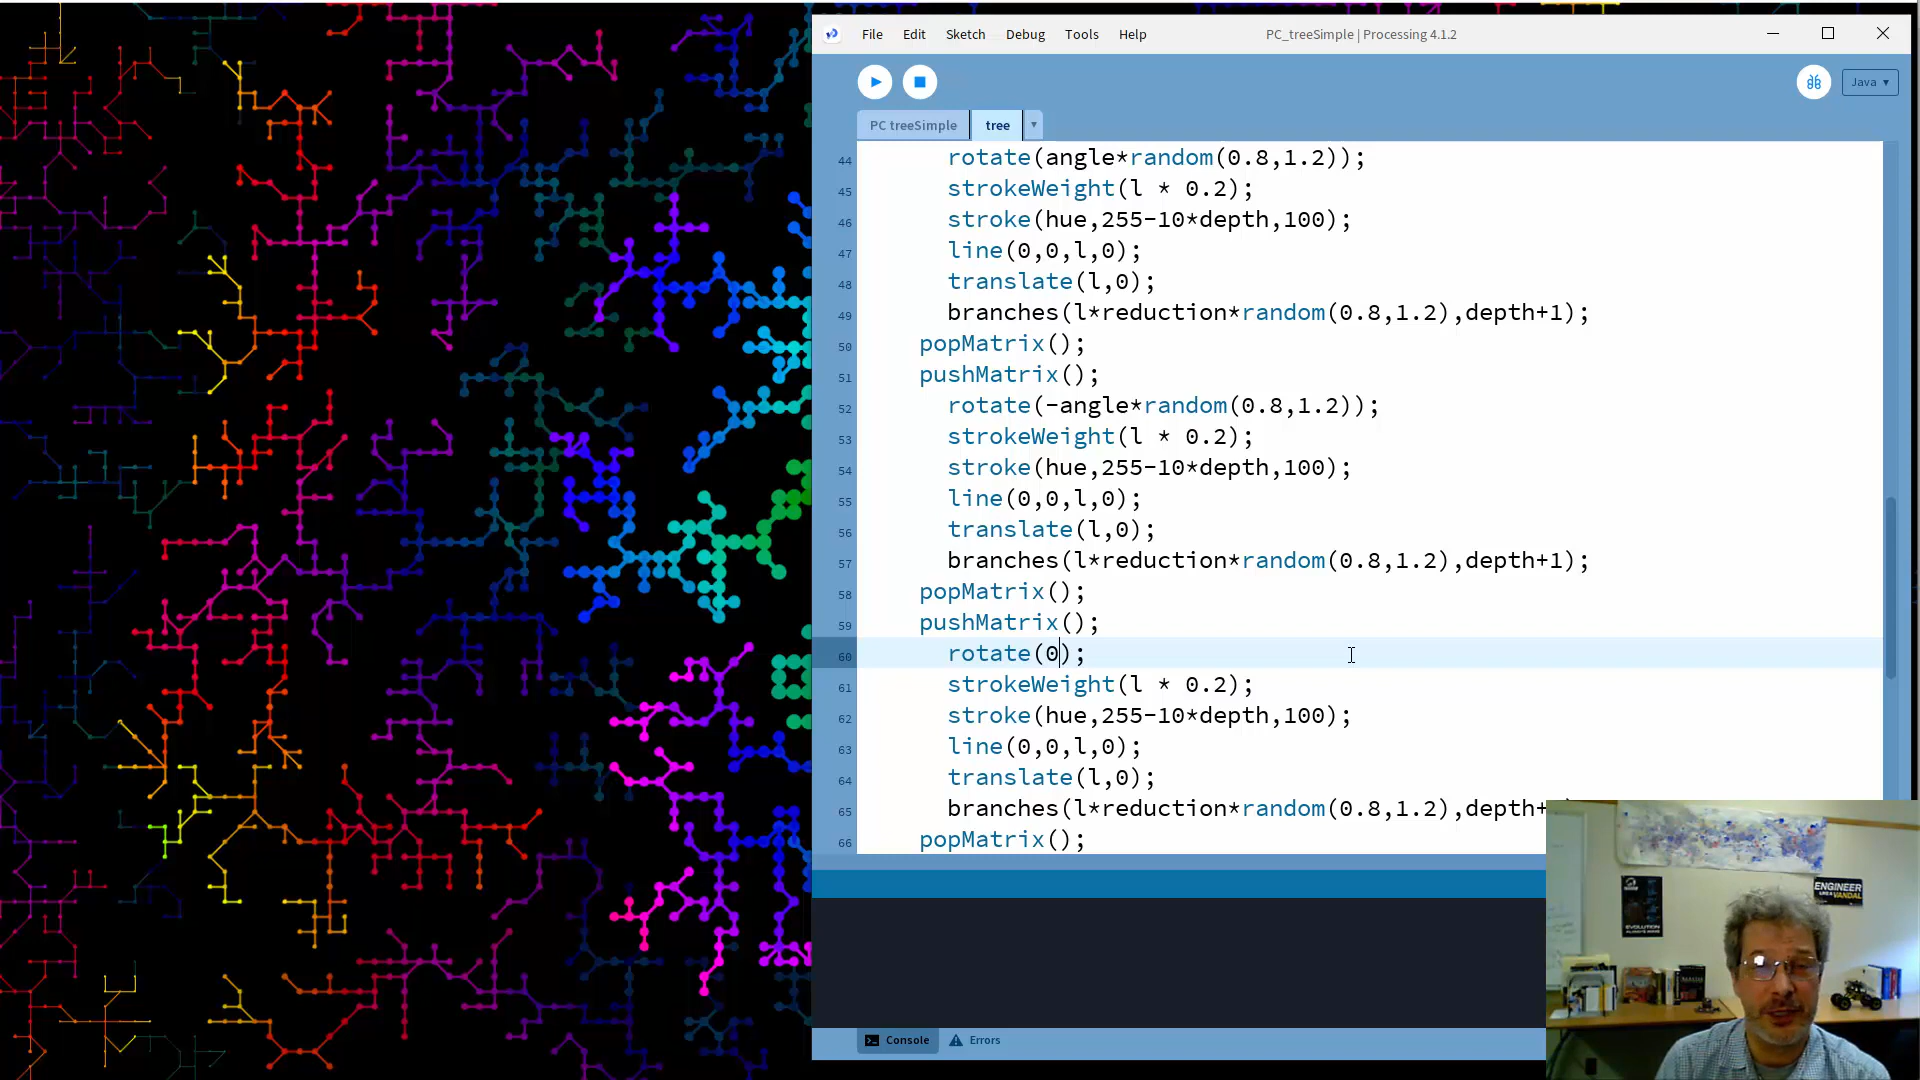 File Edit Sketch Debug Tools Help PC_treeSimple | Processing 4.1.2
Java
PC treeSimple tree
44 rotate(angle*random(0.8,1.2));
45 strokeWeight(l * 0.2);
46 stroke(hue,255-10*depth,100);
47 line(0,0,l,0);
48 translate(l,0);
49 branches(l*reduction*random(0.8,1.2),depth+1);
50 popMatrix();
51 pushMatrix();
52 rotate(-angle*random(0.8,1.2));
53 strokeWeight(l * 0.2);
54 stroke(hue,255-10*depth,100);
55 line(0,0,l,0);
56 translate(l,0);
57 branches(l*reduction*random(0.8,1.2),depth+1);
58 popMatrix();
59 pushMatrix();
60 rotate(0);
61 strokeWeight(l * 0.2);
62 stroke(hue,255-10*depth,100);
63 line(0,0,l,0);
64 translate(l,0);
65 branches(l*reduction*random(0.8,1.2),depth+
66 popMatrix();
ENGINEER
LIKE A VANDAL
EVOLUTION
Console Errors